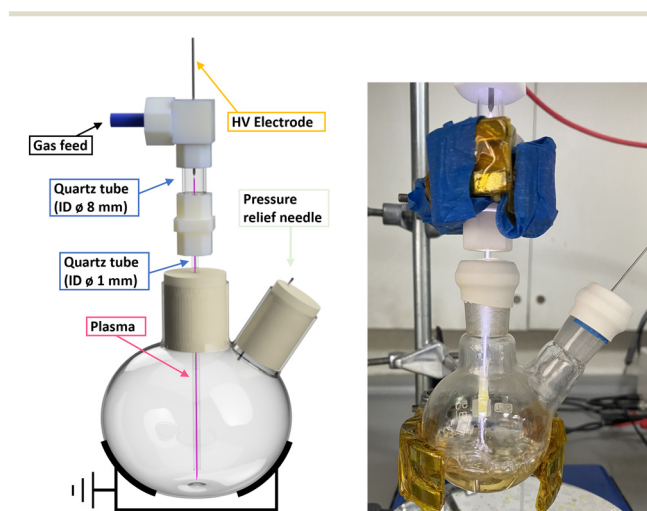 HV Electrode
Gas feed
Quartz tube
(ID ø 8 mm)
Pressure
relief needle
Quartz tube
(ID ø 1 mm)
Plasma